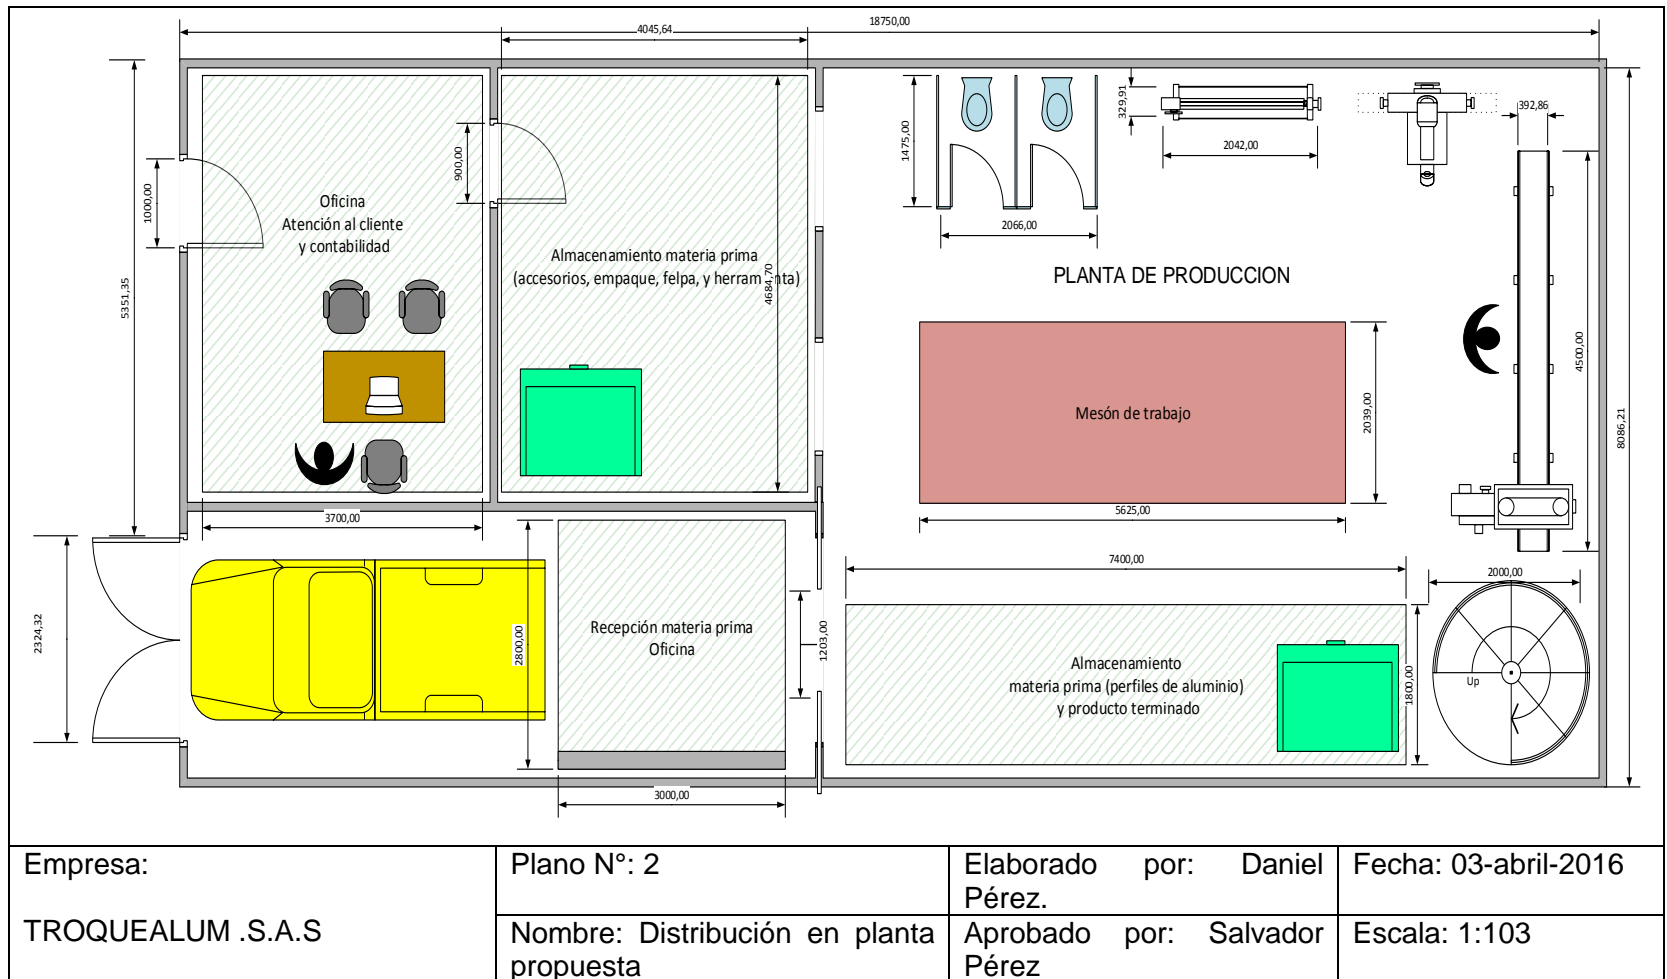 18750,00
4045,64
5351,35
1000,00
900,00
Oficina
Atención al cliente
y contabilidad
Almacenamiento materia prima
(accesorios, empaque, felpa, y herram nta)
4684,70
1475,00
2066,00
329,91
2042,00
392,86
PLANTA DE PRODUCCION
4500,00
8086,21
Mesón de trabajo
2039,00
5625,00
3700,00
2324,32
2800,00
Recepción materia prima
Oficina
3000,00
1203,00
7400,00
Almacenamiento
materia prima (perfiles de aluminio)
y producto terminado
1800,00
2000,00
Up
Empresa:
TROQUEALUM .S.A.S
Plano N°: 2
Nombre: Distribución en planta
propuesta
Elaborado por: Daniel
Pérez.
Aprobado por: Salvador
Pérez
Fecha: 03-abril-2016
Escala: 1:103